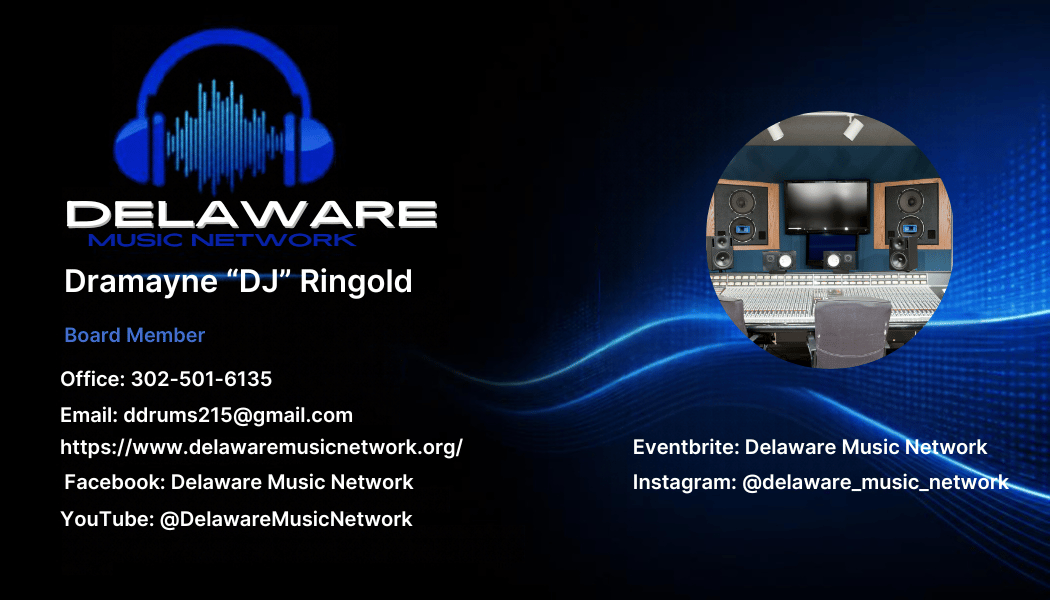 DELAWARE
MUSIC NETWORK
Dramayne “DJ” Ringold
Board Member
Office: 302-501-6135
Email: ddrums215@gmail.com
https://www.delawaremusicnetwork.org/
Facebook: Delaware Music Network
YouTube: @DelawareMusicNetwork
Eventbrite: Delaware Music Network
Instagram: @delaware_music_network